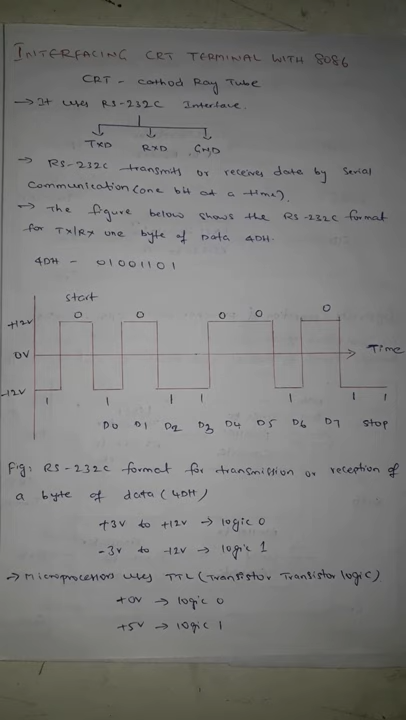 INTERFACING CRT TERMINAL WITH 8086
CRT - Cathod Ray Tube
→ It uses RS-232C Interface.
TXD RXD GND
→ RS-232C transmits or receives data by Serial
Communication (one bit at a time).
→ The figure below shows the RS-232C format
for TX/RX one byte of Data 4DH.
4DH - 01001101
start
+12V 0 0 0 0 0
0V Time
-12V 1 1 1 1 1 1 1
D0 D1 D2 D3 D4 D5 D6 D7 Stop
Fig: RS-232C format for transmission or reception of
a byte of data (4DH)
+3V to +12V → logic 0
-3V to -12V → logic 1
→ Microprocessors uses TTL (Transistor Transistor logic)
+0V → logic 0
+5V → logic 1